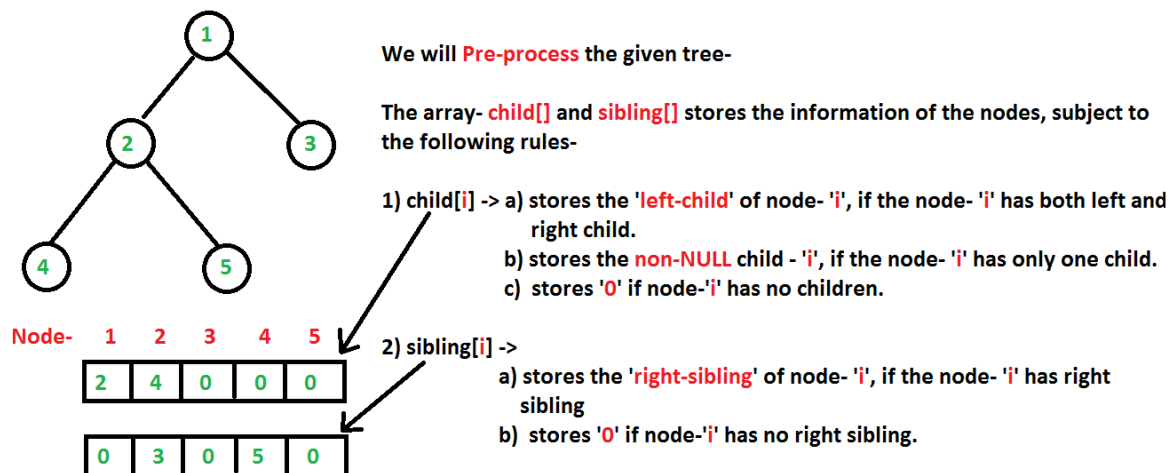 1
We will Pre-process the given tree-
The array- child[] and sibling[] stores the information of the nodes, subject to
the following rules-
2
3
1) child[i] -> a) stores the 'left-child' of node- 'i', if the node- 'i' has both left and
right child.
b) stores the non-NULL child - 'i', if the node- 'i' has only one child.
c) stores '0' if node-'i' has no children.
4
5
Node- 1 2 3 4 5
2 4 0 0 0
2) sibling[i] ->
a) stores the 'right-sibling' of node- 'i', if the node- 'i' has right
sibling
b) stores '0' if node-'i' has no right sibling.
0 3 0 5 0